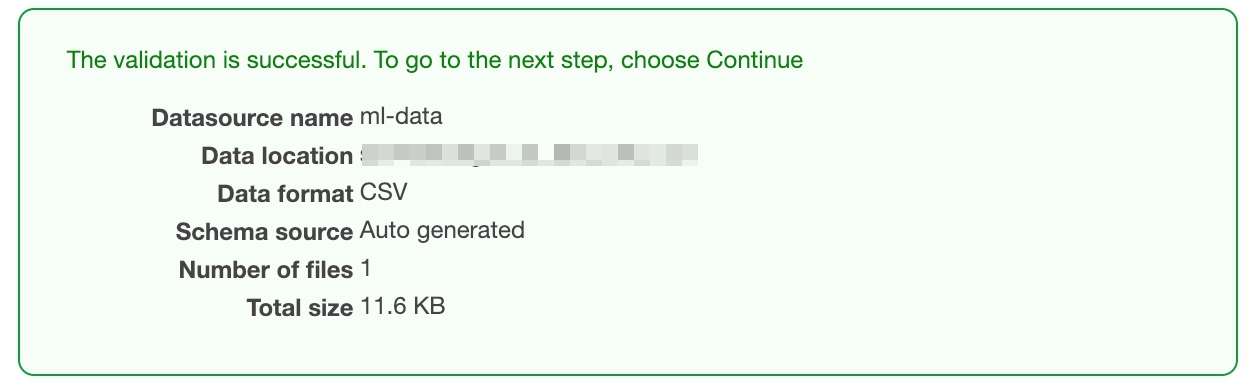 The validation is successful. To go to the next step, choose Continue
Datasource name ml-data
Data location
Data format CSV
Schema source Auto generated
Number of files 1
Total size 11.6 KB